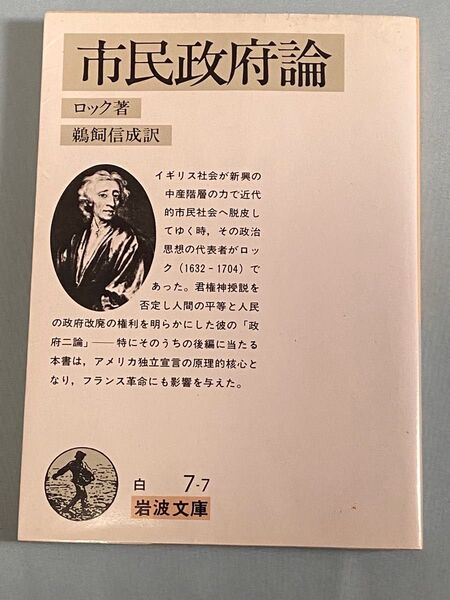 市民政府論
ロック著
鵜飼信成訳
イギリス社会が新興の
中産階層の力で近代
的市民社会へ脱皮し
てゆく時，その政治
思想の代表者がロッ
ク（1632‐1704）で
あった。君権神授説を
否定し人間の平等と人民
の政府改廃の権利を明らかにした彼の「政
府二論」――特にそのうちの後編に当たる
本書は，アメリカ独立宣言の原理的核心と
なり，フランス革命にも影響を与えた。
白 7-7
岩波文庫